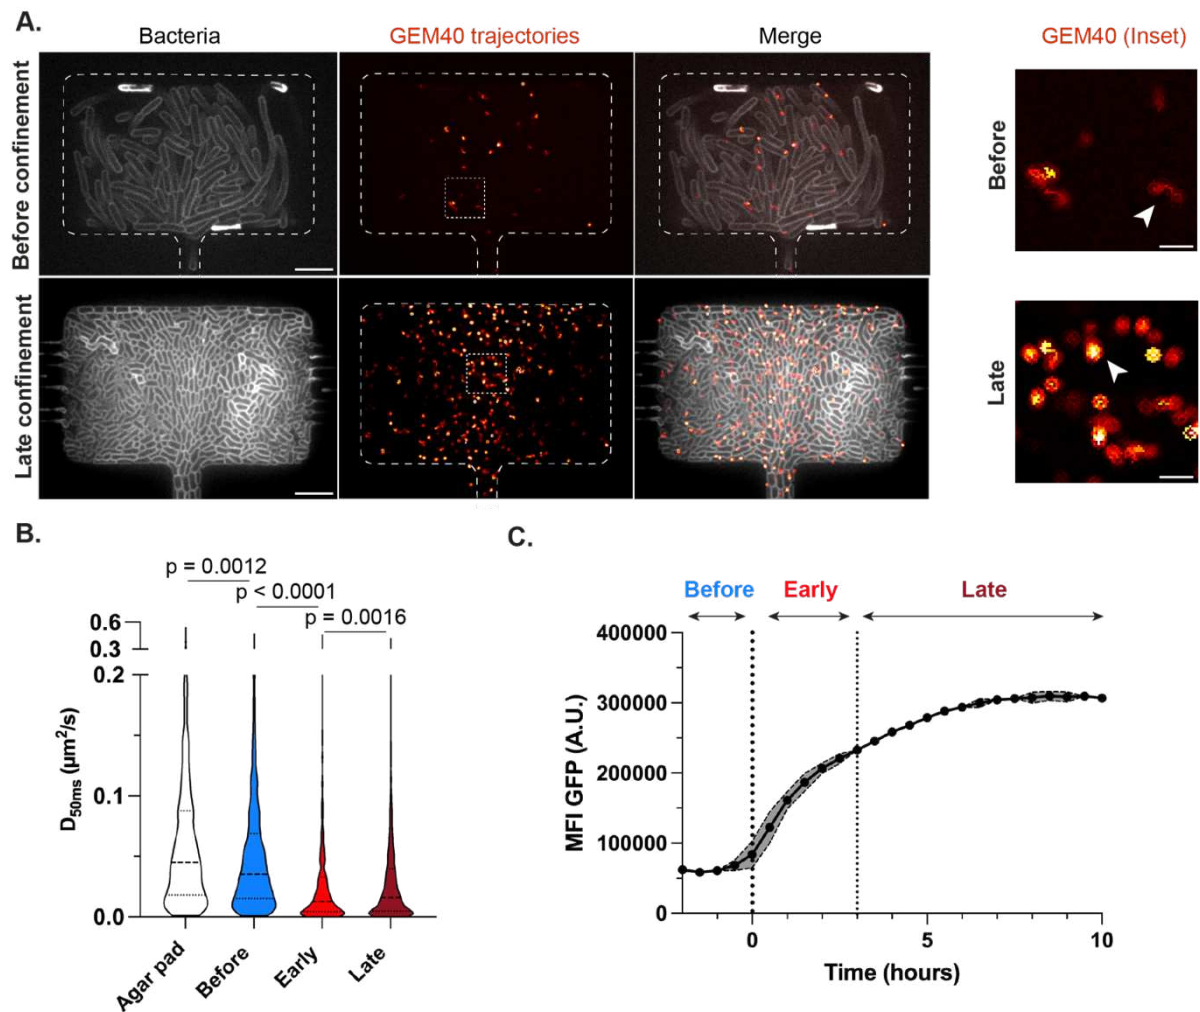 A.
Bacteria
GEM40 trajectories
Merge
GEM40 (Inset)
Before confinement
Before
Late confinement
Late
B.
p = 0.0012
p < 0.0001
p = 0.0016
0.6
0.3
0.2
0.1
0.0
D50ms (µm²/s)
Agar pad
Before
Early
Late
C.
Before
Early
Late
400000
300000
200000
100000
0
MFI GFP (A.U.)
0
5
10
Time (hours)